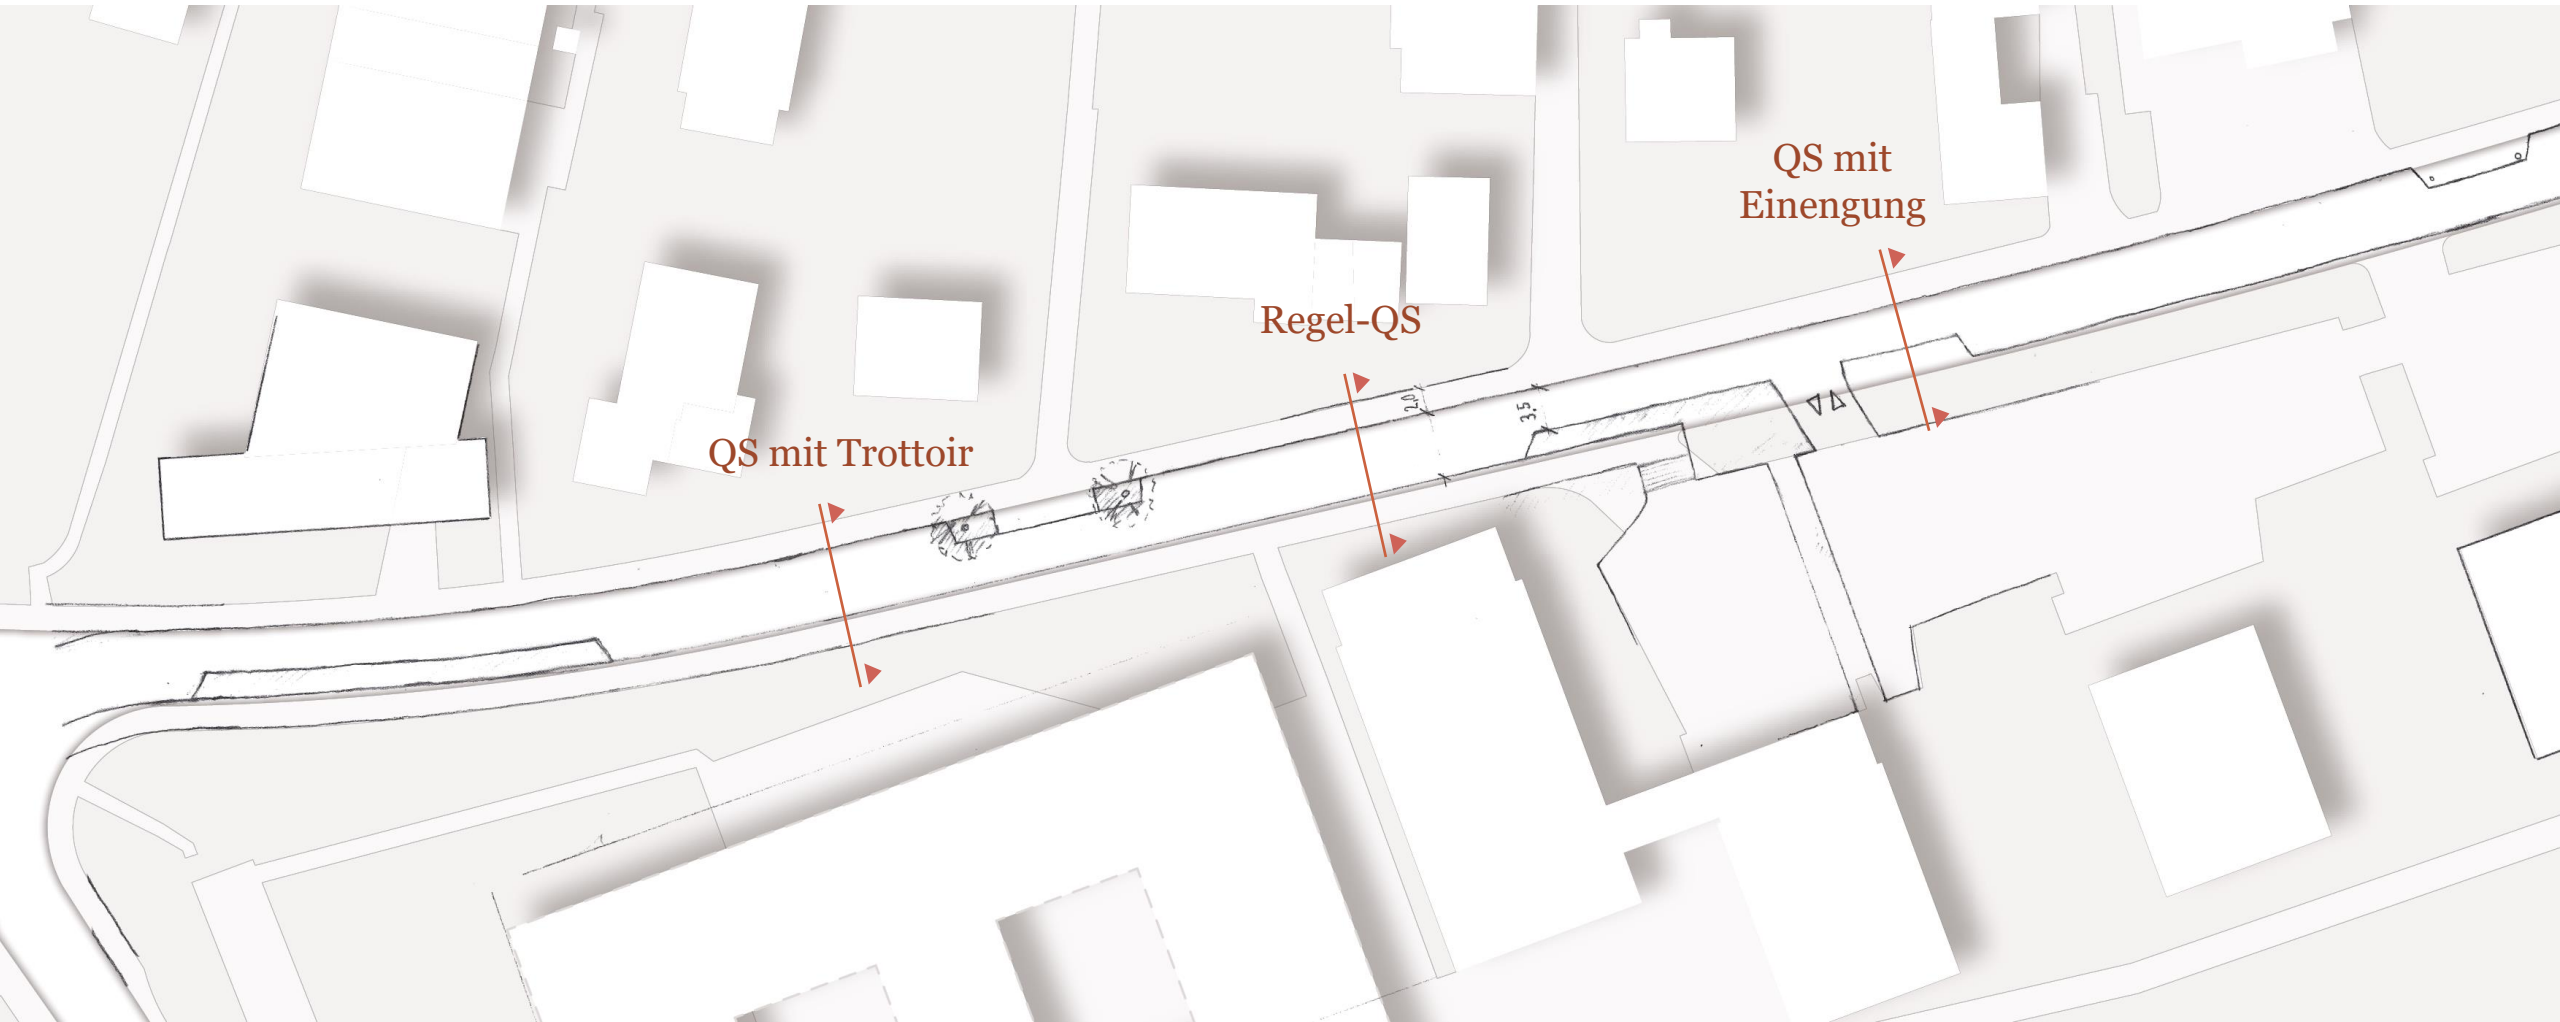 QS mit
Einengung
Regel-QS
2,0
3,5
QS mit Trottoir